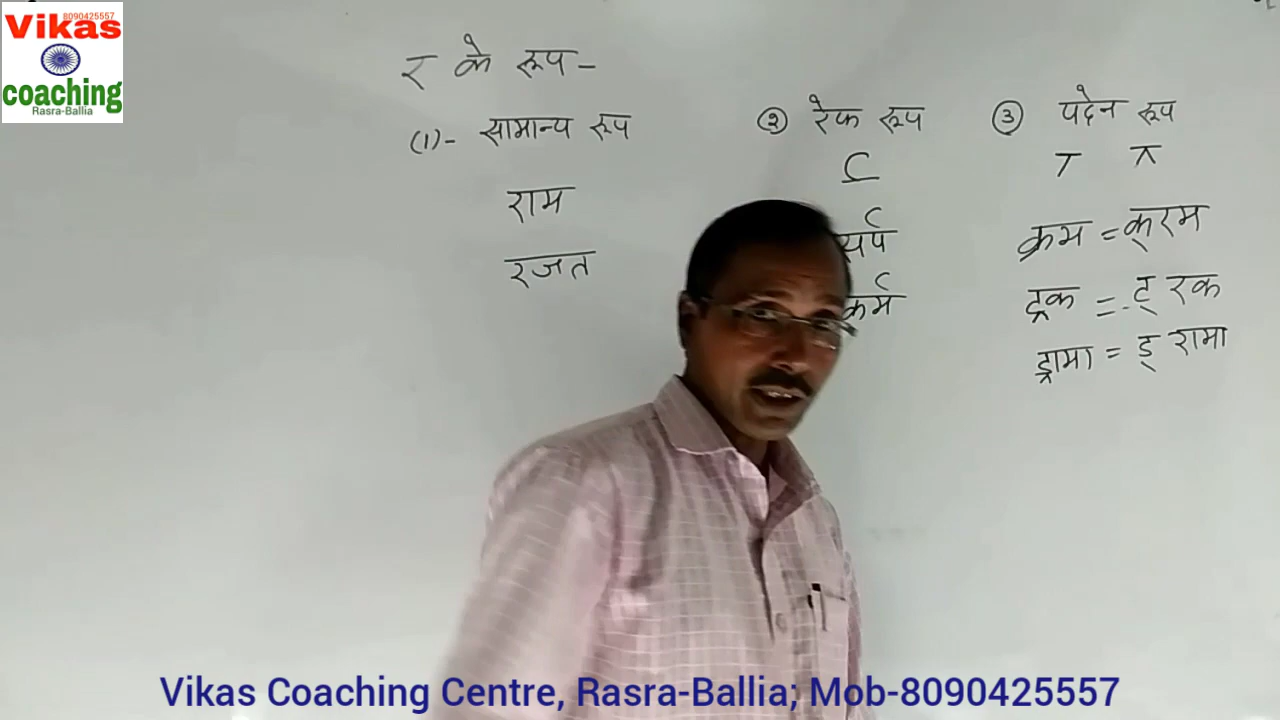 Vikas
8090425557
coaching
Rasra-Ballia
र के रूप-
(1)- सामान्य रूप
राम
रजत
② रेफ रूप
र्प
कर्म
③ पदेन रूप
क्रम = क्‌रम
ट्रक = ट्‌रक
ड्रामा = ड्‌रामा
Vikas Coaching Centre, Rasra-Ballia; Mob-8090425557